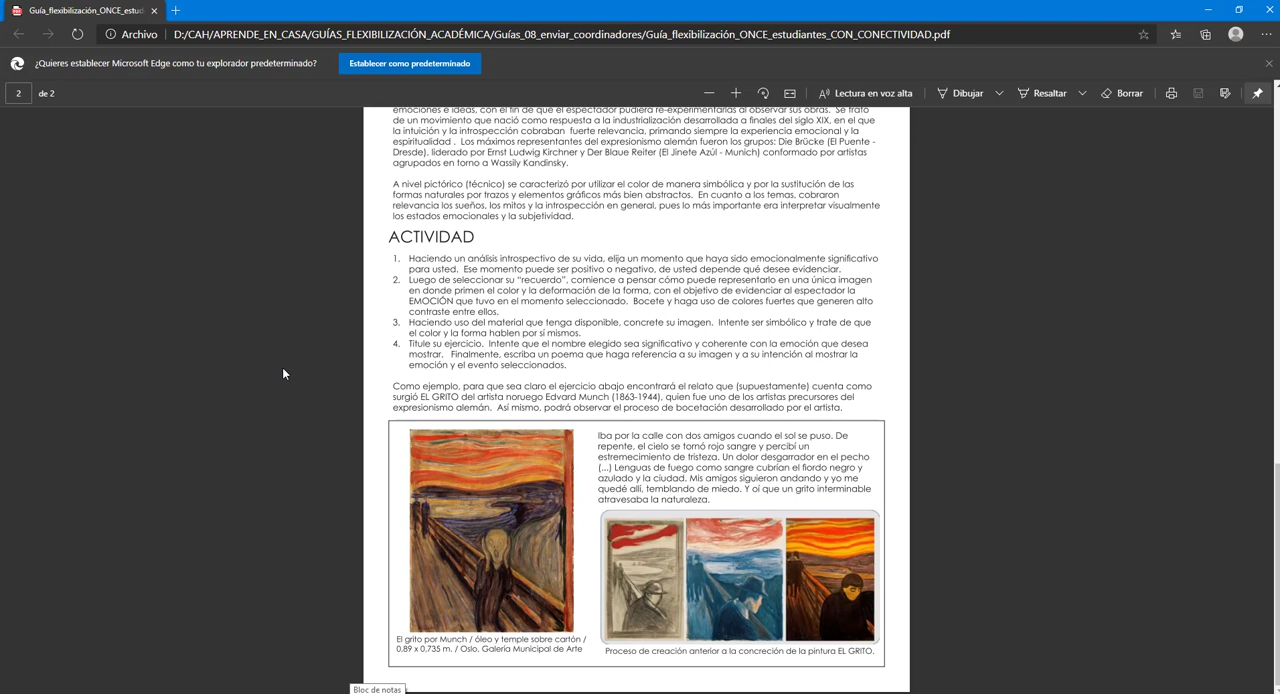 Guía_flexibilización_ONCE_estud
Archivo
D:/CAH/APRENDE_EN_CASA/GUÍAS_FLEXIBILIZACIÓN_ACADÉMICA/Guías_08_enviar_coordinadores/Guía_flexibilización_ONCE_estudiantes_CON_CONECTIVIDAD.pdf
¿Quieres establecer Microsoft Edge como tu explorador predeterminado?
Establecer como predeterminado
2 de 2
Lectura en voz alta
Dibujar
Resaltar
Borrar
emociones e ideas, con el fin de que el espectador pudiera re-experimentarlas al observar sus obras. Se trató
de un movimiento que nació como respuesta a la industrialización desarrollada a finales del siglo XIX, en el que
la intuición y la introspección cobraban fuerte relevancia, primando siempre la experiencia emocional y la
espiritualidad . Los máximos representantes del expresionismo alemán fueron los grupos: Die Brücke (El Puente -
Dresde), liderado por Ernst Ludwig Kirchner y Der Blaue Reiter (El Jinete Azúl - Munich) conformado por artistas
agrupados en torno a Wassily Kandinsky.
A nivel pictórico (técnico) se caracterizó por utilizar el color de manera simbólica y por la sustitución de las
formas naturales por trazos y elementos gráficos más bien abstractos. En cuanto a los temas, cobraron
relevancia los sueños, los mitos y la introspección en general, pues lo más importante era interpretar visualmente
los estados emocionales y la subjetividad.
ACTIVIDAD
1. Haciendo un análisis introspectivo de su vida, elija un momento que haya sido emocionalmente significativo
para usted. Ese momento puede ser positivo o negativo, de usted depende qué desee evidenciar.
2. Luego de seleccionar su “recuerdo”, comience a pensar cómo puede representarlo en una única imagen
en donde primen el color y la deformación de la forma, con el objetivo de evidenciar al espectador la
EMOCIÓN que tuvo en el momento seleccionado. Bocete y haga uso de colores fuertes que generen alto
contraste entre ellos.
3. Haciendo uso del material que tenga disponible, concrete su imagen. Intente ser simbólico y trate de que
el color y la forma hablen por sí mismos.
4. Titule su ejercicio. Intente que el nombre elegido sea significativo y coherente con la emoción que desea
mostrar. Finalmente, escriba un poema que haga referencia a su imagen y a su intención al mostrar la
emoción y el evento seleccionados.
Como ejemplo, para que sea claro el ejercicio abajo encontrará el relato que (supuestamente) cuenta como
surgió EL GRITO del artista noruego Edvard Munch (1863-1944), quien fue uno de los artistas precursores del
expresionismo alemán. Así mismo, podrá observar el proceso de bocetación desarrollado por el artista.
Iba por la calle con dos amigos cuando el sol se puso. De
repente, el cielo se tornó rojo sangre y percibí un
estremecimiento de tristeza. Un dolor desgarrador en el pecho
(...) Lenguas de fuego como sangre cubrían el fiordo negro y
azulado y la ciudad. Mis amigos siguieron andando y yo me
quedé allí, temblando de miedo. Y oí que un grito interminable
atravesaba la naturaleza.
El grito por Munch / óleo y temple sobre cartón /
0,89 x 0,735 m. / Oslo, Galería Municipal de Arte
Proceso de creación anterior a la concreción de la pintura EL GRITO.
Bloc de notas